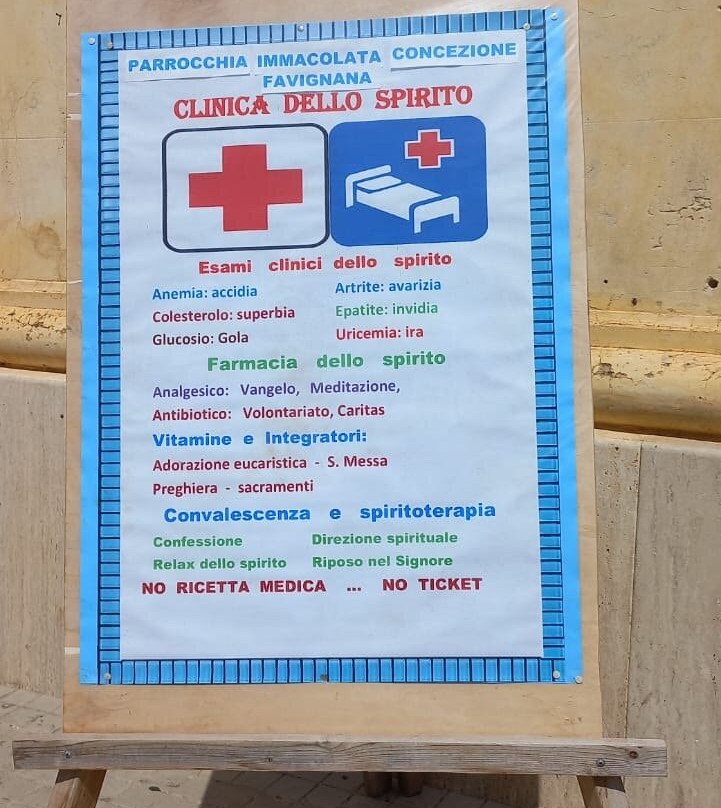 PARROCCHIA IMMACOLATA CONCEZIONE
FAVIGNANA
CLINICA DELLO SPIRITO
Esami clinici dello spirito
Anemia: accidia Artrite: avarizia
Colesterolo: superbia Epatite: invidia
Glucosio: Gola Uricemia: ira
Farmacia dello spirito
Analgesico: Vangelo, Meditazione,
Antibiotico: Volontariato, Caritas
Vitamine e Integratori:
Adorazione eucaristica - S. Messa
Preghiera - sacramenti
Convalescenza e spiritoterapia
Confessione Direzione spirituale
Relax dello spirito Riposo nel Signore
NO RICETTA MEDICA ... NO TICKET